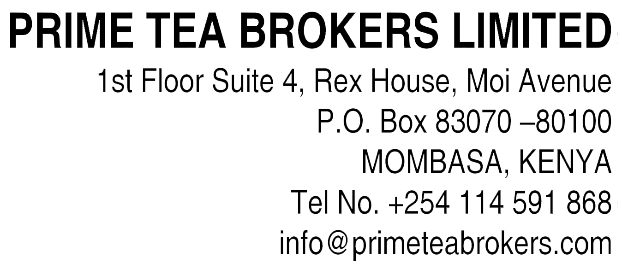 PRIME TEA BROKERS LIMITED
1st Floor Suite 4, Rex House, Moi Avenue
P.O. Box 83070 –80100
MOMBASA, KENYA
Tel No. +254 114 591 868
info@primeteabrokers.com